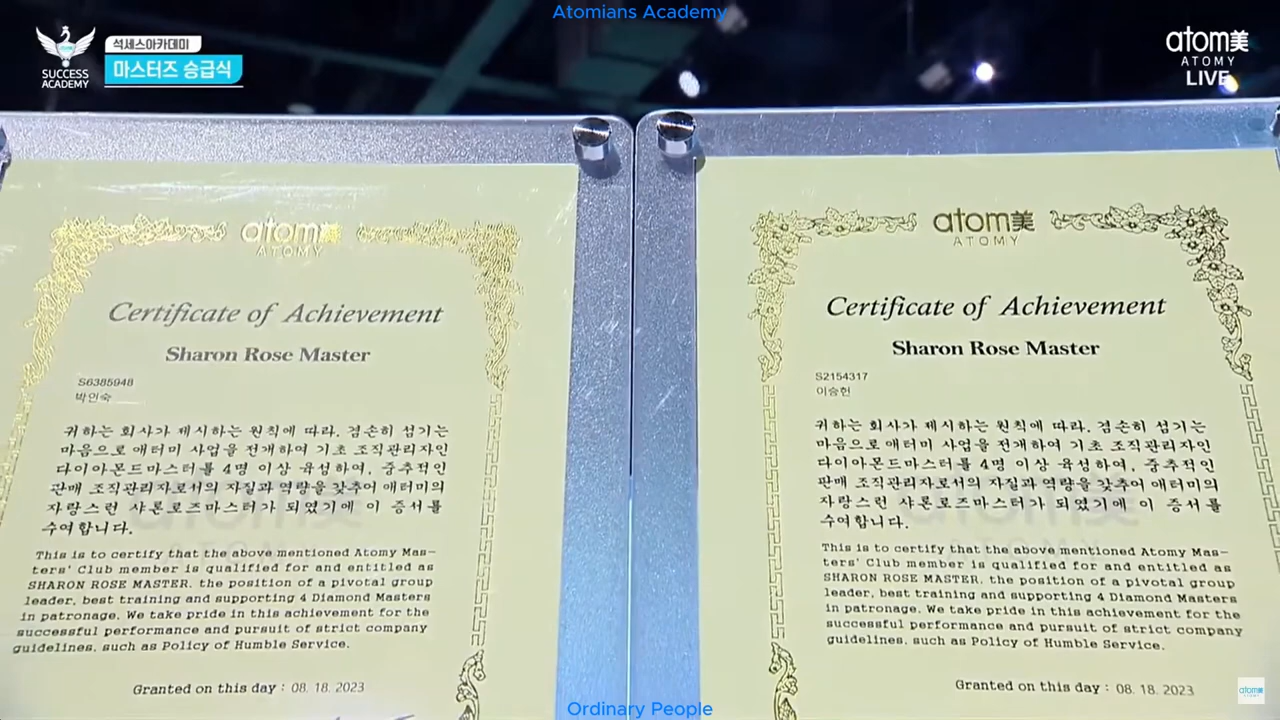 Atomians Academy
SUCCESS
ACADEMY
석세스아카데미
마스터즈 승급식
atom美
ATOMY
LIVE
atom美
ATOMY
Certificate of Achievement
Sharon Rose Master
S6385948
박인숙
귀하는 회사가 제시하는 원칙에 따라, 겸손히 섬기는
마음으로 애터미 사업을 전개하여 기초 조직관리자인
다이아몬드마스터를 4명 이상 육성하여, 중추적인
판매 조직관리자로서의 자질과 역량을 갖추어 애터미의
자랑스런 샤론로즈마스터가 되였기에 이 증서를
수여합니다.
This is to certify that the above mentioned Atomy Mas-
ters' Club member is qualified for and entitled as
SHARON ROSE MASTER, the position of a pivotal group
leader, best training and supporting 4 Diamond Masters
in patronage. We take pride in this achievement for the
successful performance and pursuit of strict company
guidelines, such as Policy of Humble Service.
Granted on this day : 08. 18. 2023
atom美
ATOMY
Certificate of Achievement
Sharon Rose Master
S2154317
이승헌
귀하는 회사가 제시하는 원칙에 따라, 겸손히 섬기는
마음으로 애터미 사업을 전개하여 기초 조직관리자인
다이아몬드마스터를 4명 이상 육성하여, 중추적인
판매 조직관리자로서의 자질과 역량을 갖추어 애터미의
자랑스런 샤론로즈마스터가 되였기에 이 증서를
수여합니다.
This is to certify that the above mentioned Atomy Mas-
ters' Club member is qualified for and entitled as
SHARON ROSE MASTER, the position of a pivotal group
leader, best training and supporting 4 Diamond Masters
in patronage. We take pride in this achievement for the
successful performance and pursuit of strict company
guidelines, such as Policy of Humble Service.
Granted on this day : 08. 18. 2023
atom美
Ordinary People